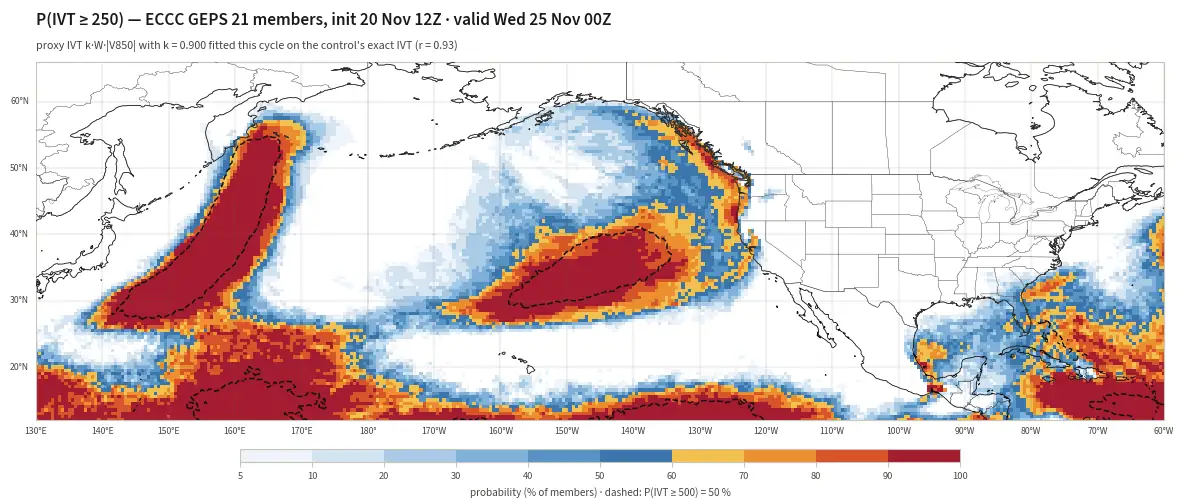 P(IVT ≥ 250) — ECCC GEPS 21 members, init 20 Nov 12Z · valid Wed 25 Nov 00Z
proxy IVT k·W·|V850| with k = 0.900 fitted this cycle on the control's exact IVT (r = 0.93)
60°N
50°N
40°N
30°N
20°N
130°E 140°E 150°E 160°E 170°E 180° 170°W 160°W 150°W 140°W 130°W 120°W 110°W 100°W 90°W 80°W 70°W 60°W
5 10 20 30 40 50 60 70 80 90 100
probability (% of members) · dashed: P(IVT ≥ 500) = 50 %